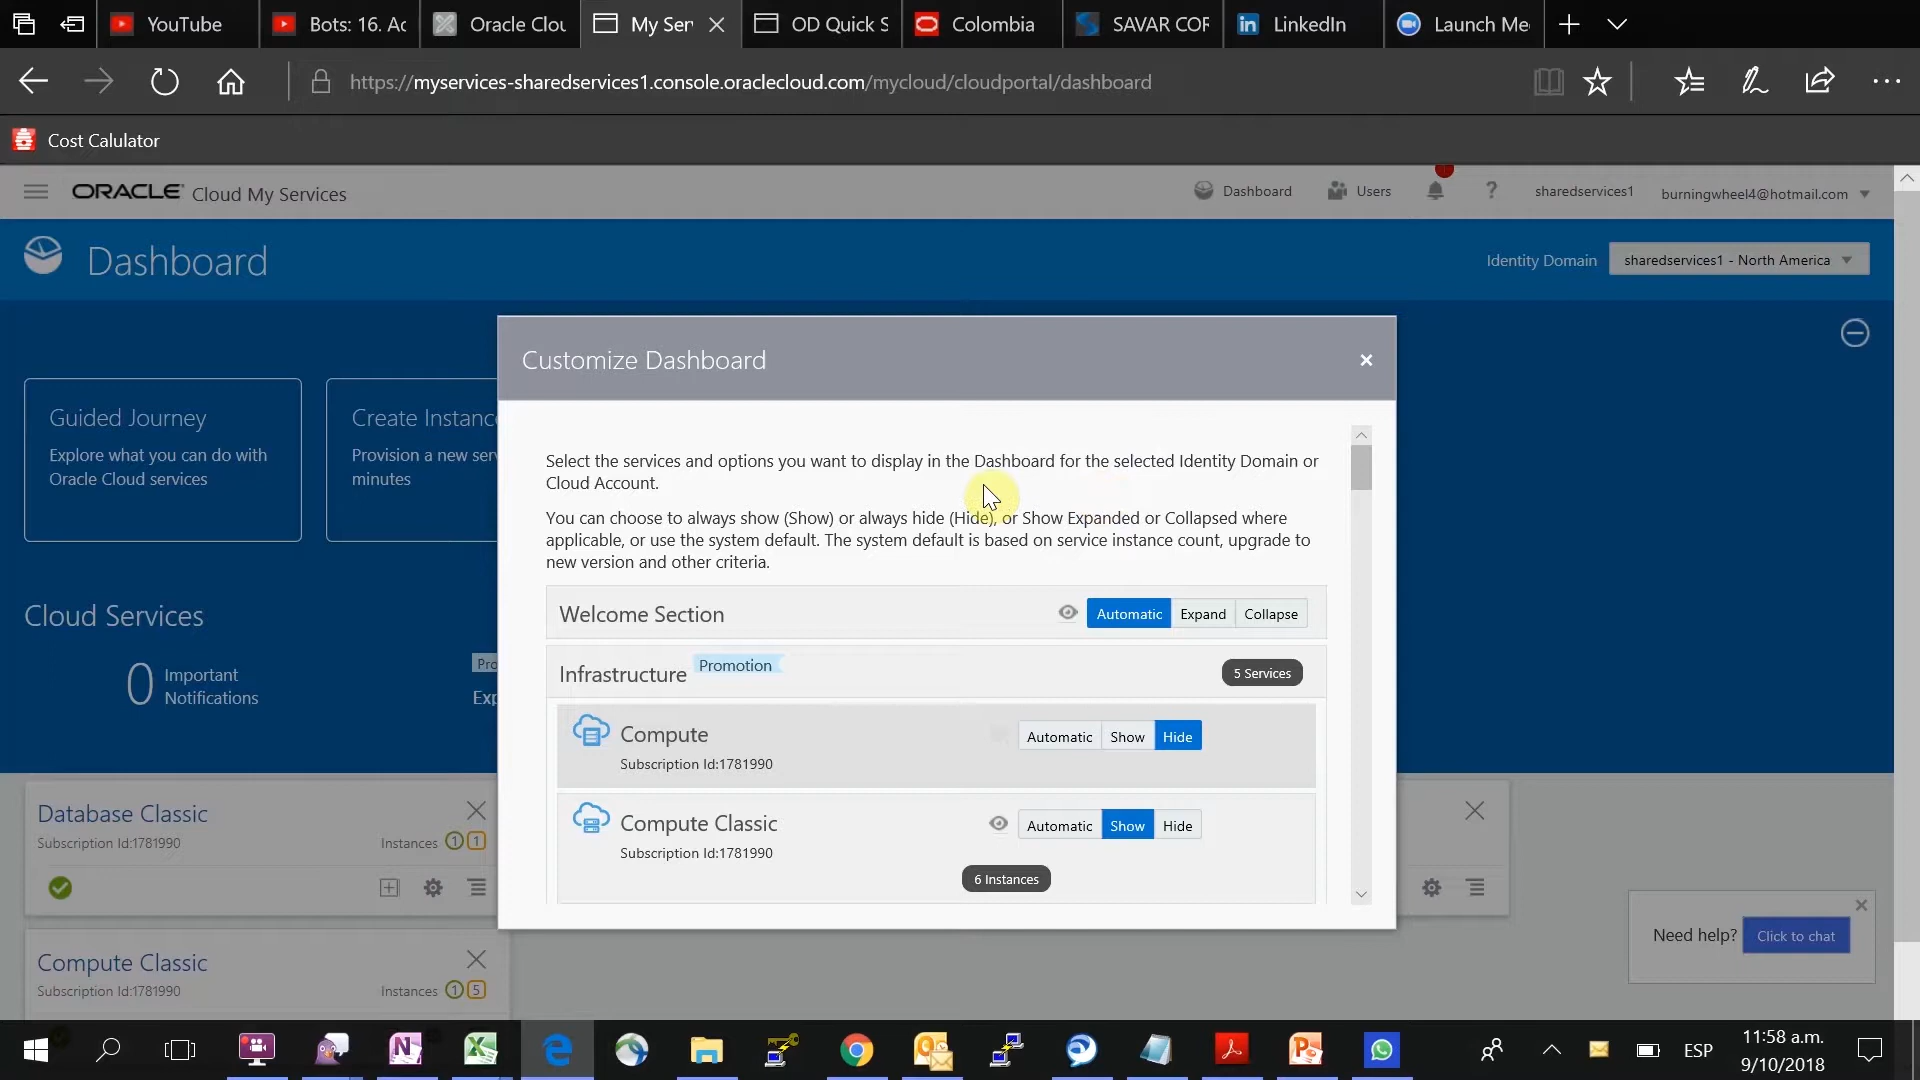 YouTube
Bots: 16. Ac
Oracle Clou
My Ser
OD Quick S
Colombia
SAVAR COR
LinkedIn
Launch Me
https://myservices-sharedservices1.console.oraclecloud.com/mycloud/cloudportal/dashboard
Cost Calulator
ORACLE Cloud My Services
Dashboard
Users
?
sharedservices1
burningwheel4@hotmail.com
Dashboard
Identity Domain
sharedservices1 - North America
Customize Dashboard
Guided Journey
Explore what you can do with
Oracle Cloud services
Create Instanc
Provision a new ser
minutes
Select the services and options you want to display in the Dashboard for the selected Identity Domain or
Cloud Account.
You can choose to always show (Show) or always hide (Hide), or Show Expanded or Collapsed where
applicable, or use the system default. The system default is based on service instance count, upgrade to
new version and other criteria.
Cloud Services
0 Important
Notifications
Pro
Exp
Welcome Section
Automatic Expand Collapse
Infrastructure Promotion
5 Services
Compute
Automatic Show Hide
Subscription Id:1781990
Compute Classic
Automatic Show Hide
Subscription Id:1781990
6 Instances
Database Classic
Subscription Id:1781990
Instances 1 1
Compute Classic
Subscription Id:1781990
Instances 1 5
Need help? Click to chat
ESP
11:58 a.m.
9/10/2018